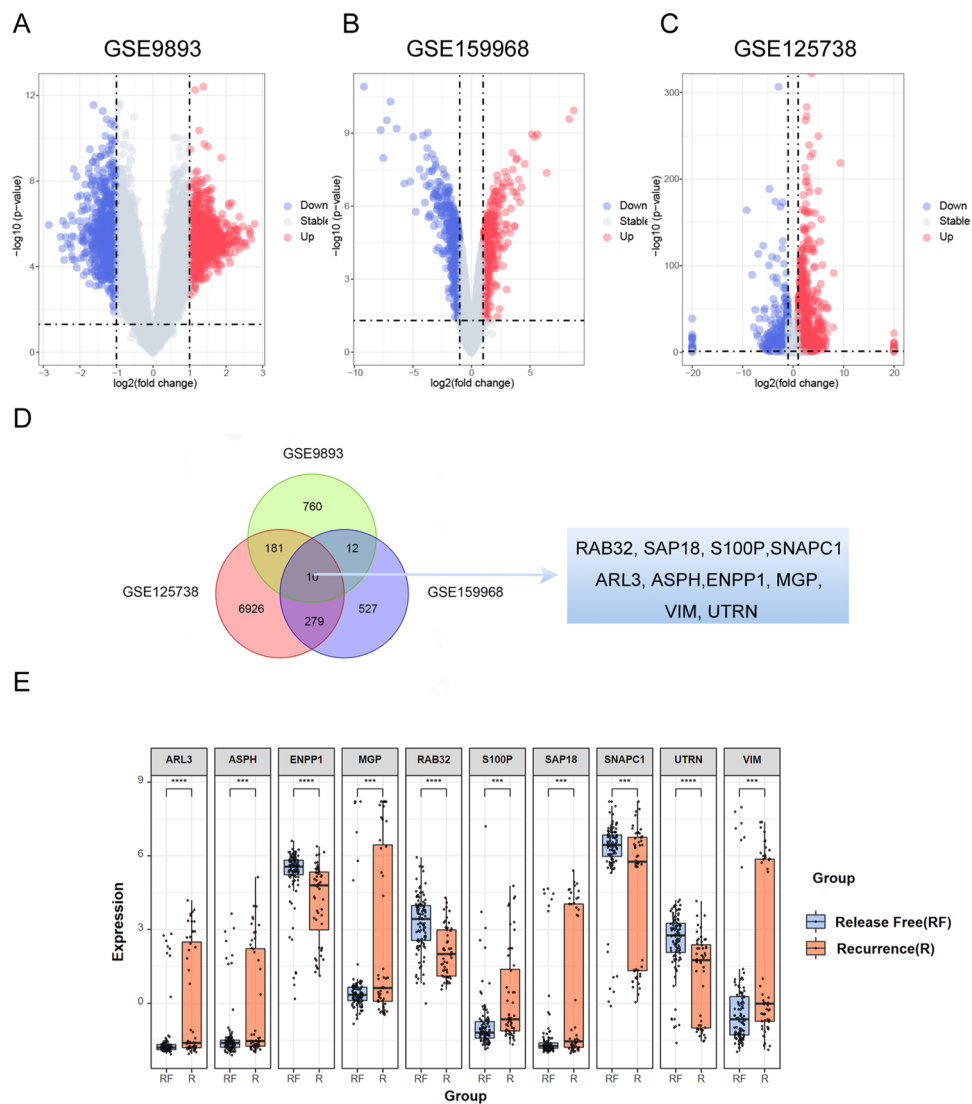 A
B
C
GSE9893
GSE159968
GSE125738
−log10 (p-value)
12
8
4
0
−3
−2
−1
0
1
2
3
log2(fold change)
Down
Stable
Up
−log10 (p-value)
9
6
3
0
−10
−5
0
5
log2(fold change)
Down
Stable
Up
−log10 (p-value)
300
200
100
0
−20
−10
0
10
20
log2(fold change)
Down
Stable
Up
D
GSE9893
760
181
12
10
GSE125738
GSE159968
6926
527
279
RAB32, SAP18, S100P,SNAPC1
ARL3, ASPH,ENPP1, MGP,
VIM, UTRN
E
ARL3 ASPH ENPP1 MGP RAB32 S100P SAP18 SNAPC1 UTRN VIM
**** *** **** *** **** *** *** *** **** ***
Expression
9
6
3
0
RF R RF R RF R RF R RF R RF R RF R RF R RF R RF R
Group
Group
Release Free(RF)
Recurrence(R)